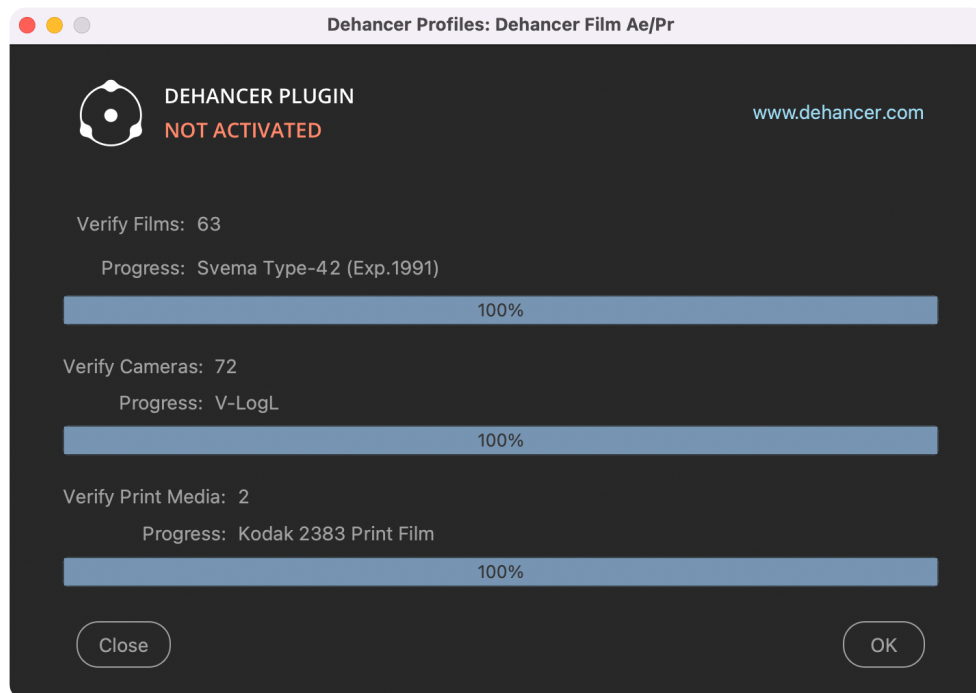 Dehancer Profiles: Dehancer Film Ae/Pr
DEHANCER PLUGIN
NOT ACTIVATED
www.dehancer.com
Verify Films: 63
Progress: Svema Type-42 (Exp.1991)
100%
Verify Cameras: 72
Progress: V-LogL
100%
Verify Print Media: 2
Progress: Kodak 2383 Print Film
100%
Close
OK